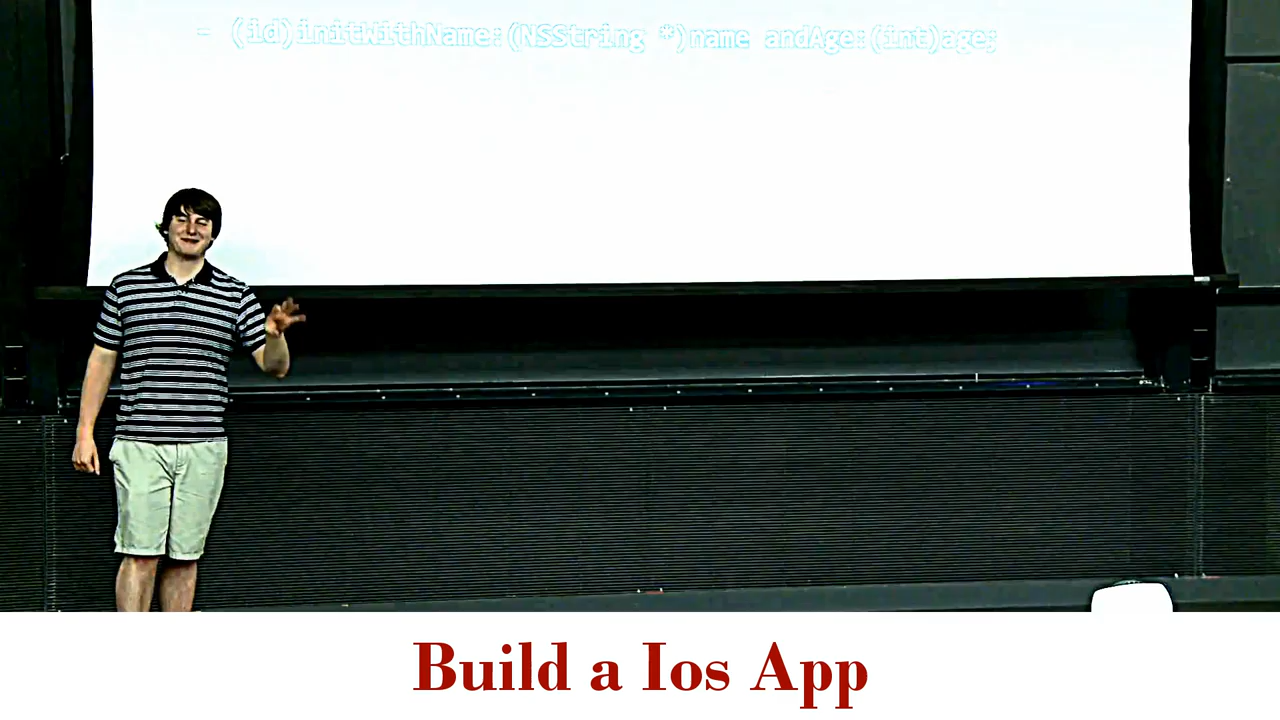 - (id)initWithName:(NSString *)name andAge:(int)age;
Build a Ios App